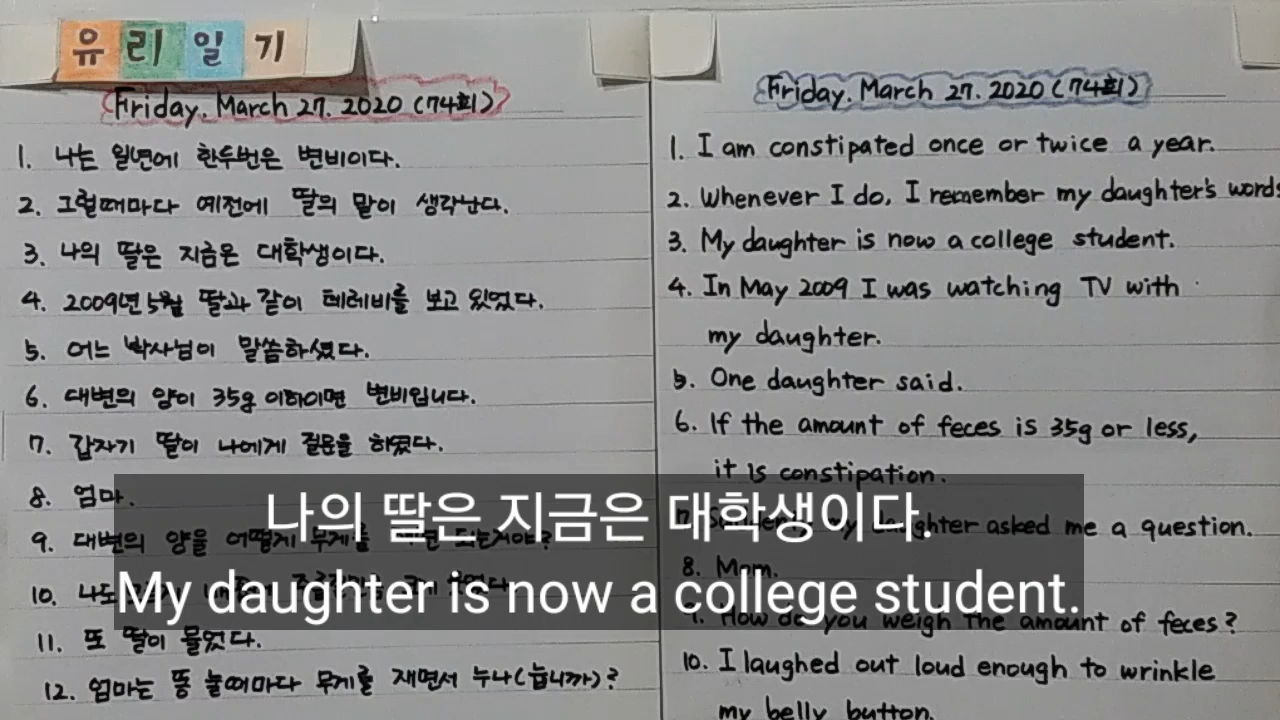 유리일기
Friday. March 27. 2020 (74회)
1. 나는 일년에 한두번은 변비이다.
2. 그럴때마다 예전에 딸의 말이 생각난다.
3. 나의 딸은 지금은 대학생이다.
4. 2009년 5월 딸과 같이 테레비를 보고 있었다.
5. 어느 박사님이 말씀하셨다.
6. 대변의 양이 35g 이하이면 변비입니다.
7. 갑자기 딸이 나에게 질문을 하였다.
8. 엄마.
9. 대변의 양을 어떻게 무게를
10. 나도
11. 또 딸이 물었다.
12. 엄마는 똥 눌때마다 무게를 재면서 누나(눕니까)?
Friday. March 27. 2020 (74회)
1. I am constipated once or twice a year.
2. Whenever I do, I remember my daughter's words
3. My daughter is now a college student.
4. In May 2009 I was watching TV with
my daughter.
5. One daughter said.
6. If the amount of feces is 35g or less,
it is constipation.
daughter asked me a question.
8. Mom.
9. How do you weigh the amount of feces?
10. I laughed out loud enough to wrinkle
my belly button.
나의 딸은 지금은 대학생이다.
My daughter is now a college student.